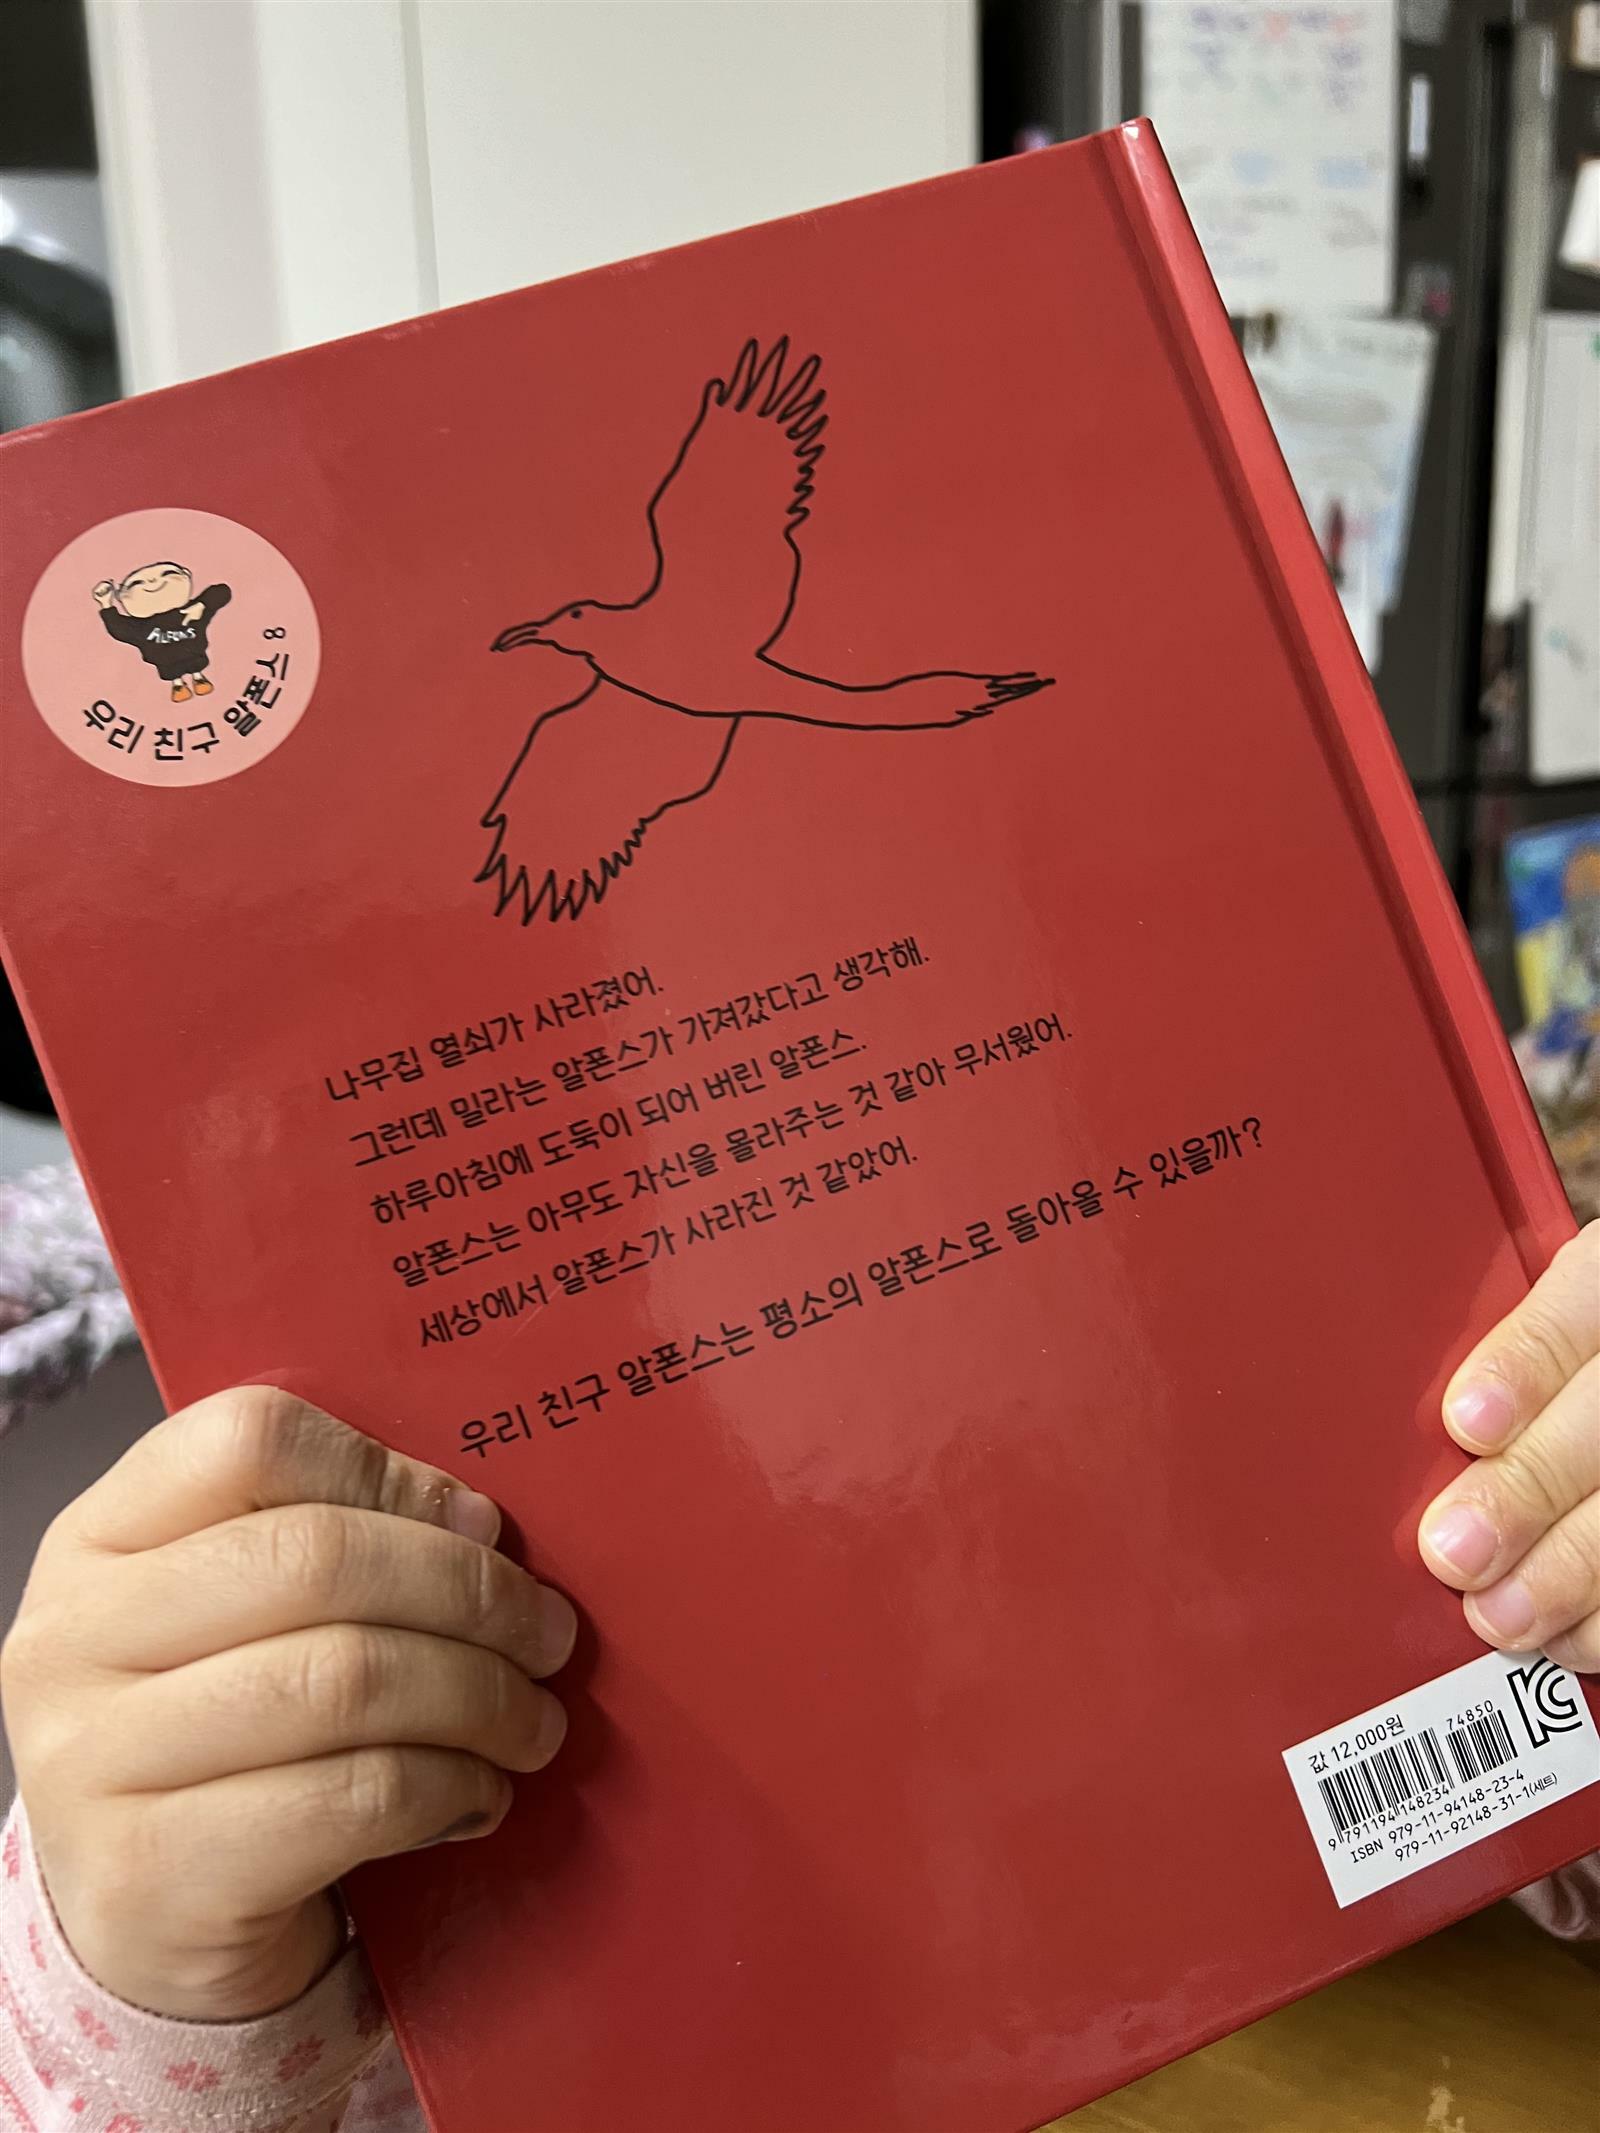 ALFONS
우리 친구 알폰스 8
나무집 열쇠가 사라졌어.
그런데 밀라는 알폰스가 가져갔다고 생각해.
하루아침에 도둑이 되어 버린 알폰스.
알폰스는 아무도 자신을 몰라주는 것 같아 무서웠어.
세상에서 알폰스가 사라진 것 같았어.
우리 친구 알폰스는 평소의 알폰스로 돌아올 수 있을까?
값 12,000원
74850
9 791194 148234
ISBN 979-11-94148-23-4
979-11-92148-31-1(세트)